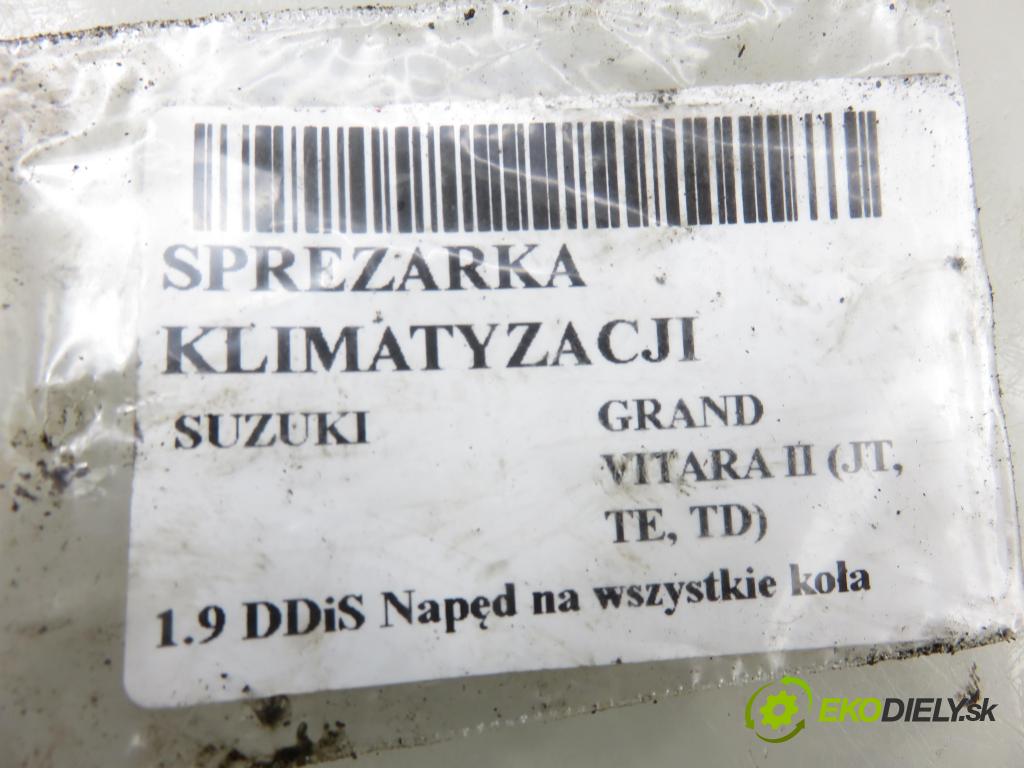 SPREZARKA
KLIMATYZACJI
SUZUKI
GRAND
VITARA II (JT,
TE, TD)
1.9 DDiS Napęd na wszystkie koła
EKODIELY.sk